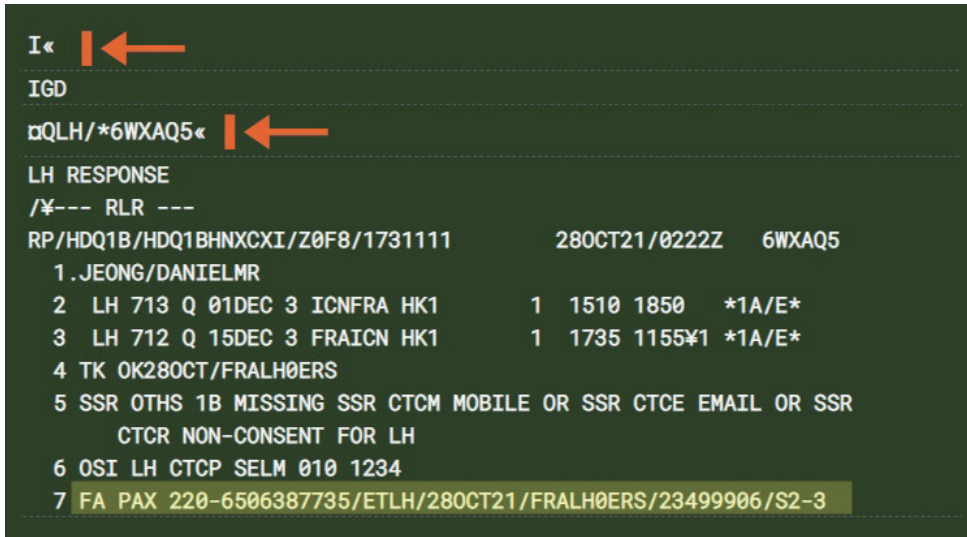 I«
IGD
¤QLH/*6WXAQ5«
LH RESPONSE
/¥--- RLR ---
RP/HDQ1B/HDQ1BHNXCXI/Z0F8/1731111 28OCT21/0222Z 6WXAQ5
1.JEONG/DANIELMR
2 LH 713 Q 01DEC 3 ICNFRA HK1 1 1510 1850 *1A/E*
3 LH 712 Q 15DEC 3 FRAICN HK1 1 1735 1155¥1 *1A/E*
4 TK OK28OCT/FRALH0ERS
5 SSR OTHS 1B MISSING SSR CTCM MOBILE OR SSR CTCE EMAIL OR SSR
CTCR NON-CONSENT FOR LH
6 OSI LH CTCP SELM 010 1234
7 FA PAX 220-6506387735/ETLH/28OCT21/FRALH0ERS/23499906/S2-3